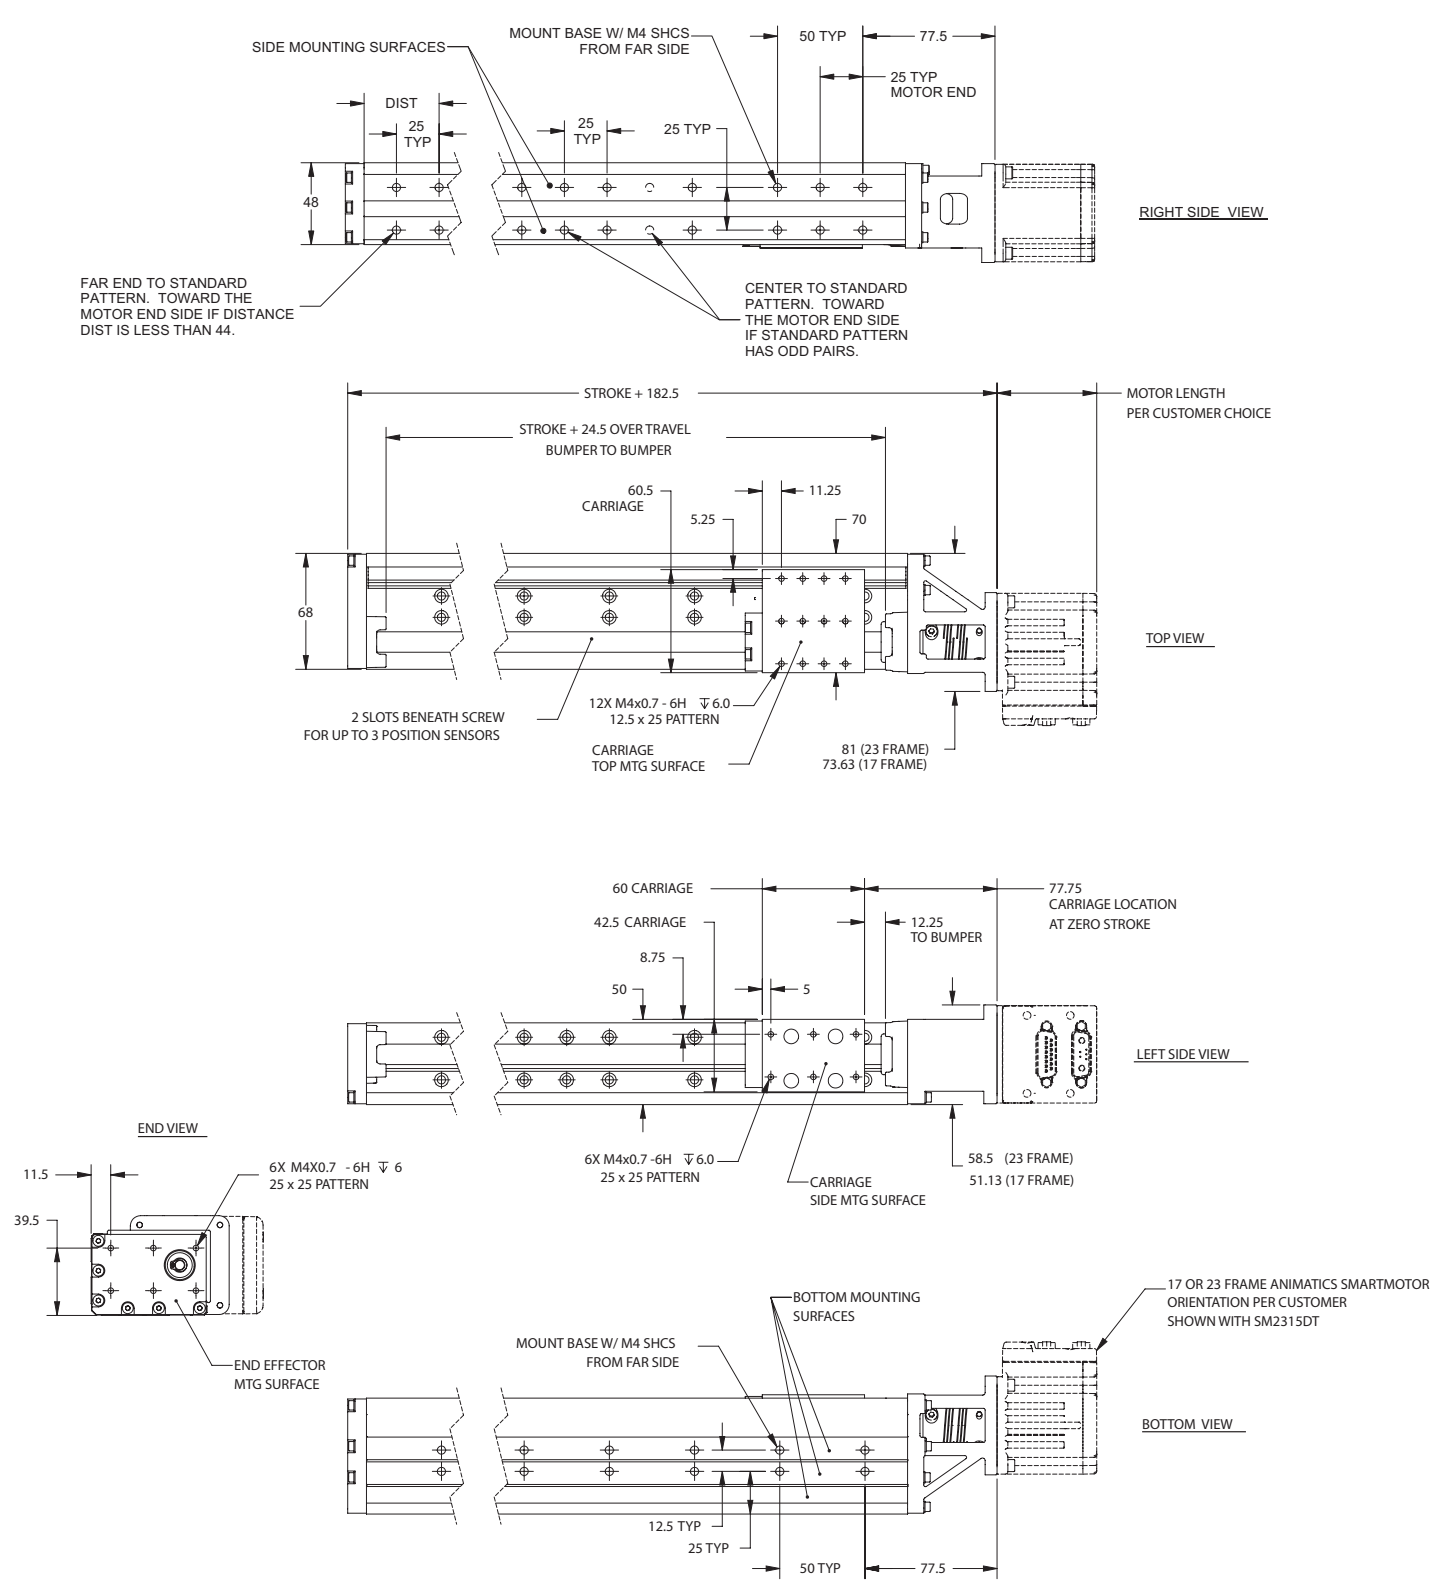 SIDE MOUNTING SURFACES
MOUNT BASE W/ M4 SHCS
FROM FAR SIDE
50 TYP
77.5
25 TYP
MOTOR END
DIST
25
TYP
25
TYP
25 TYP
48
RIGHT SIDE VIEW
FAR END TO STANDARD
PATTERN. TOWARD THE
MOTOR END SIDE IF DISTANCE
DIST IS LESS THAN 44.
CENTER TO STANDARD
PATTERN. TOWARD
THE MOTOR END SIDE
IF STANDARD PATTERN
HAS ODD PAIRS.
STROKE + 182.5
MOTOR LENGTH
PER CUSTOMER CHOICE
STROKE + 24.5 OVER TRAVEL
BUMPER TO BUMPER
60.5
CARRIAGE
11.25
5.25
70
68
TOP VIEW
12X M4x0.7 - 6H ↧ 6.0
12.5 x 25 PATTERN
2 SLOTS BENEATH SCREW
FOR UP TO 3 POSITION SENSORS
CARRIAGE
TOP MTG SURFACE
81 (23 FRAME)
73.63 (17 FRAME)
60 CARRIAGE
77.75
CARRIAGE LOCATION
AT ZERO STROKE
42.5 CARRIAGE
12.25
TO BUMPER
8.75
50
5
LEFT SIDE VIEW
END VIEW
11.5
6X M4X0.7 - 6H ↧ 6
25 x 25 PATTERN
39.5
6X M4x0.7 -6H ↧ 6.0
25 x 25 PATTERN
CARRIAGE
SIDE MTG SURFACE
58.5 (23 FRAME)
51.13 (17 FRAME)
END EFFECTOR
MTG SURFACE
BOTTOM MOUNTING
SURFACES
17 OR 23 FRAME ANIMATICS SMARTMOTOR
ORIENTATION PER CUSTOMER
SHOWN WITH SM2315DT
MOUNT BASE W/ M4 SHCS
FROM FAR SIDE
BOTTOM VIEW
12.5 TYP
25 TYP
50 TYP
77.5